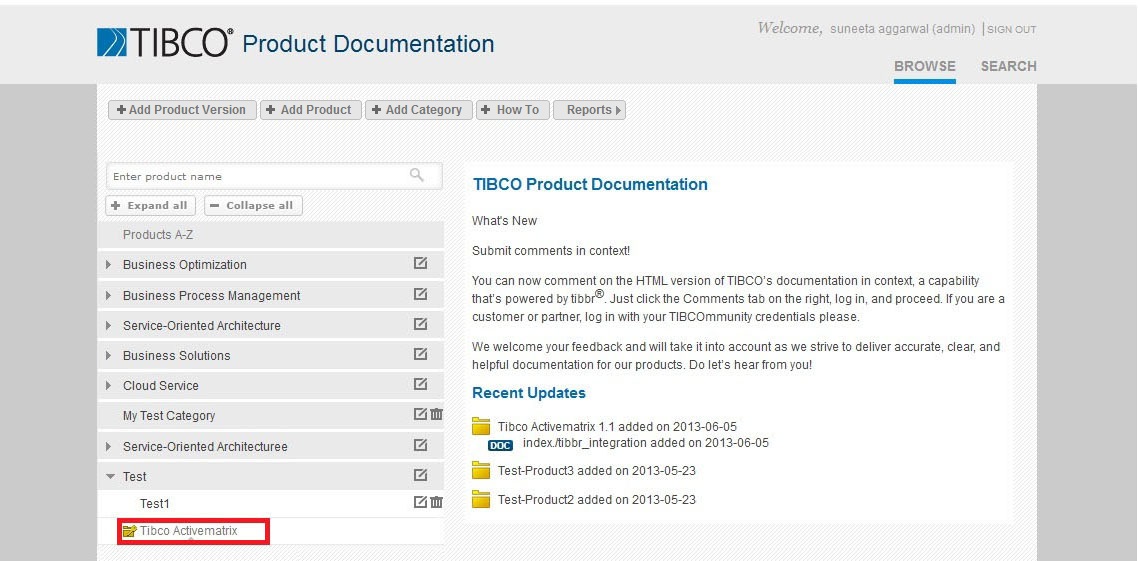 TIBCO® Product Documentation
Welcome, suneeta aggarwal (admin) | SIGN OUT
BROWSE SEARCH
+ Add Product Version + Add Product + Add Category + How To Reports
Enter product name
+ Expand all − Collapse all
Products A-Z
Business Optimization
Business Process Management
Service-Oriented Architecture
Business Solutions
Cloud Service
My Test Category
Service-Oriented Architecturee
Test
Test1
Tibco Activematrix
TIBCO Product Documentation
What's New
Submit comments in context!
You can now comment on the HTML version of TIBCO's documentation in context, a capability
that's powered by tibbr®. Just click the Comments tab on the right, log in, and proceed. If you are a
customer or partner, log in with your TIBCOmmunity credentials please.
We welcome your feedback and will take it into account as we strive to deliver accurate, clear, and
helpful documentation for our products. Do let's hear from you!
Recent Updates
Tibco Activematrix 1.1 added on 2013-06-05
DOC index./tibbr_integration added on 2013-06-05
Test-Product3 added on 2013-05-23
Test-Product2 added on 2013-05-23